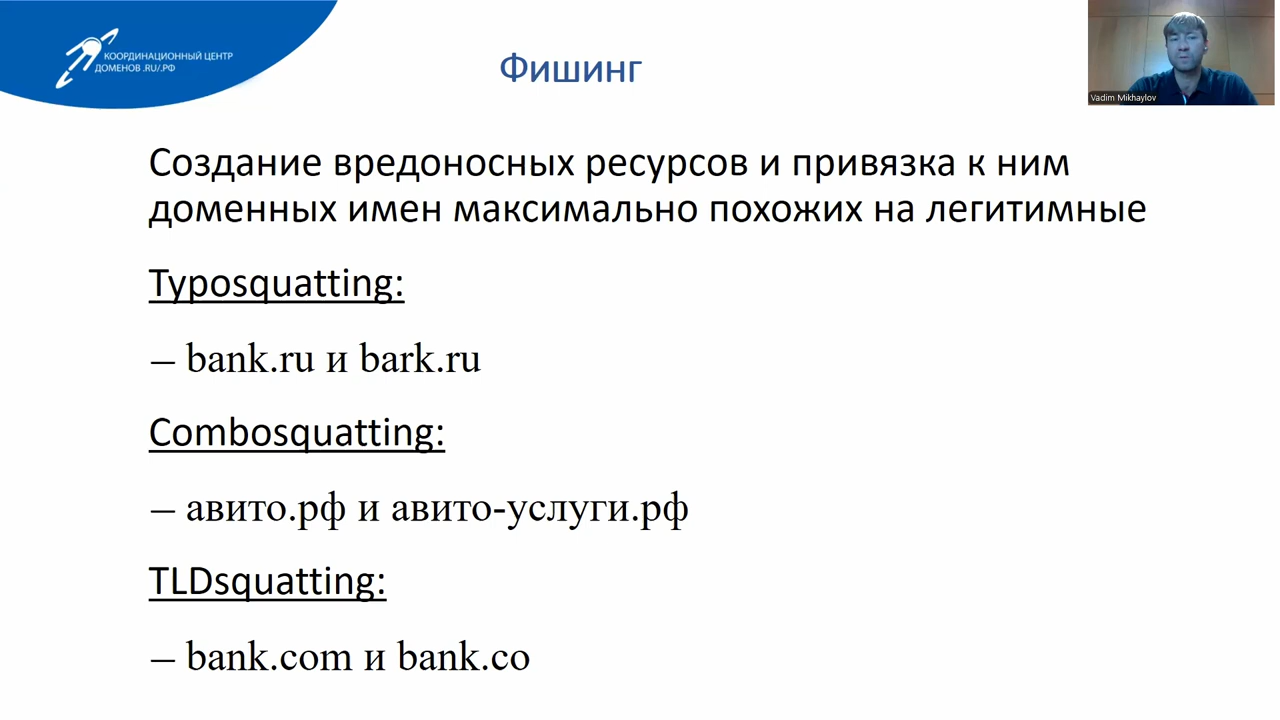 КООРДИНАЦИОННЫЙ ЦЕНТР
ДОМЕНОВ .RU/.РФ
Фишинг
Vadim Mikhaylov
Создание вредоносных ресурсов и привязка к ним
доменных имен максимально похожих на легитимные
Typosquatting:
– bank.ru и bark.ru
Combosquatting:
– авито.рф и авито-услуги.рф
TLDsquatting:
– bank.com и bank.co